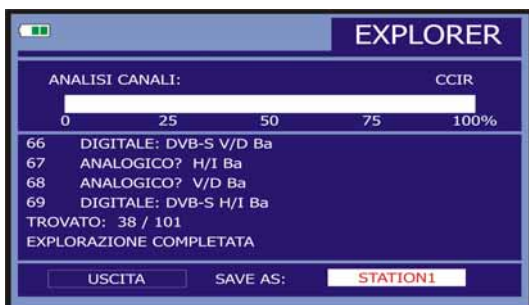 EXPLORER
ANALISI CANALI: CCIR
0 25 50 75 100%
66 DIGITALE: DVB-S V/D Ba
67 ANALOGICO? H/I Ba
68 ANALOGICO? V/D Ba
69 DIGITALE: DVB-S H/I Ba
TROVATO: 38 / 101
EXPLORAZIONE COMPLETATA
USCITA SAVE AS: STATION1